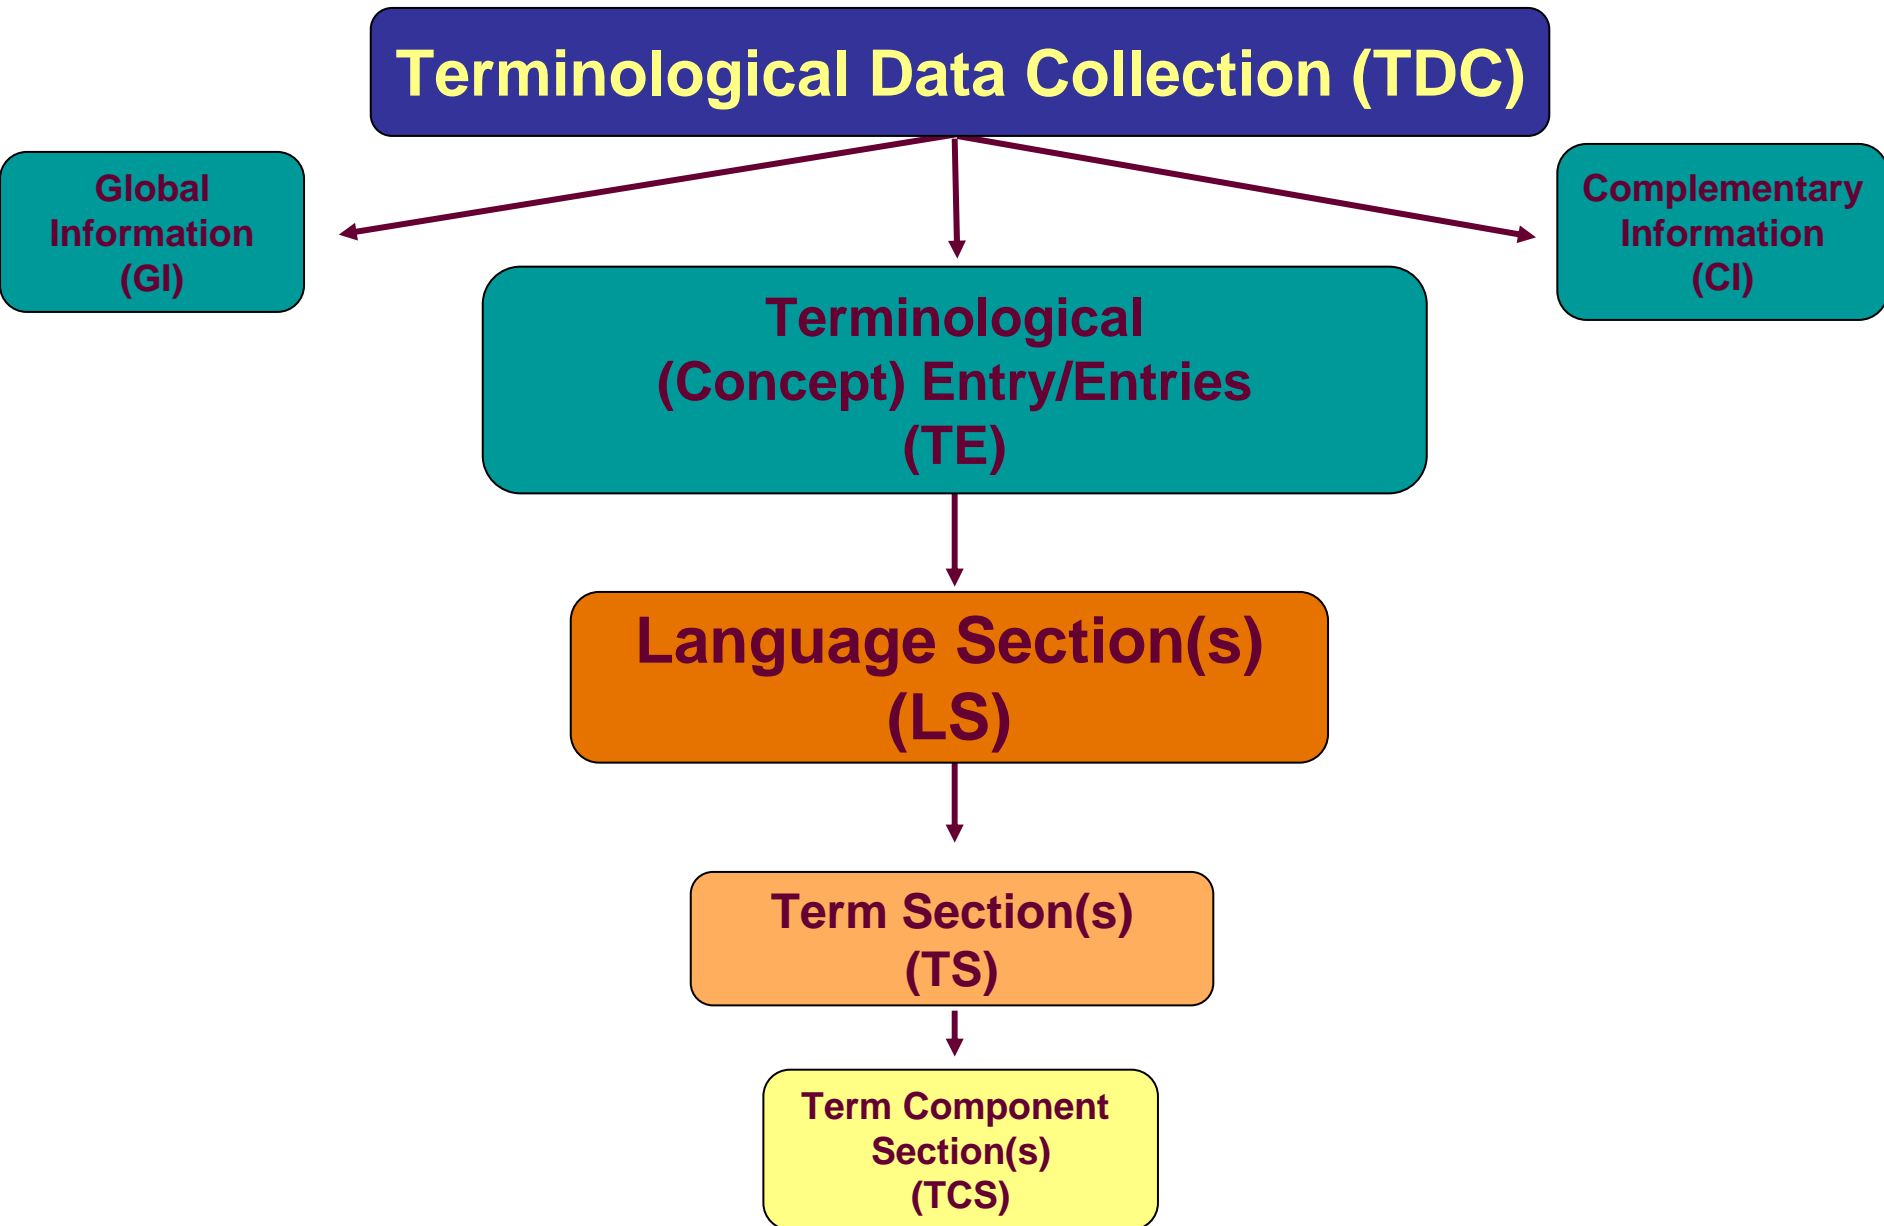 Terminological Data Collection (TDC)
Global
Information
(GI)
Complementary
Information
(CI)
Terminological
(Concept) Entry/Entries
(TE)
Language Section(s)
(LS)
Term Section(s)
(TS)
Term Component
Section(s)
(TCS)